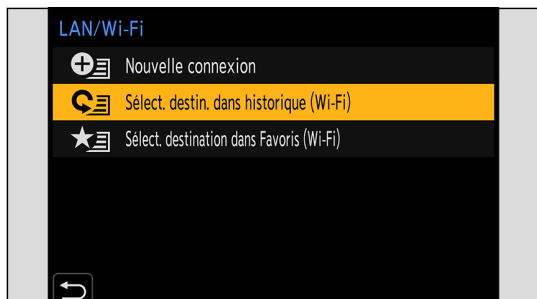 LAN/Wi-Fi
Nouvelle connexion
Sélect. destin. dans historique (Wi-Fi)
Sélect. destination dans Favoris (Wi-Fi)